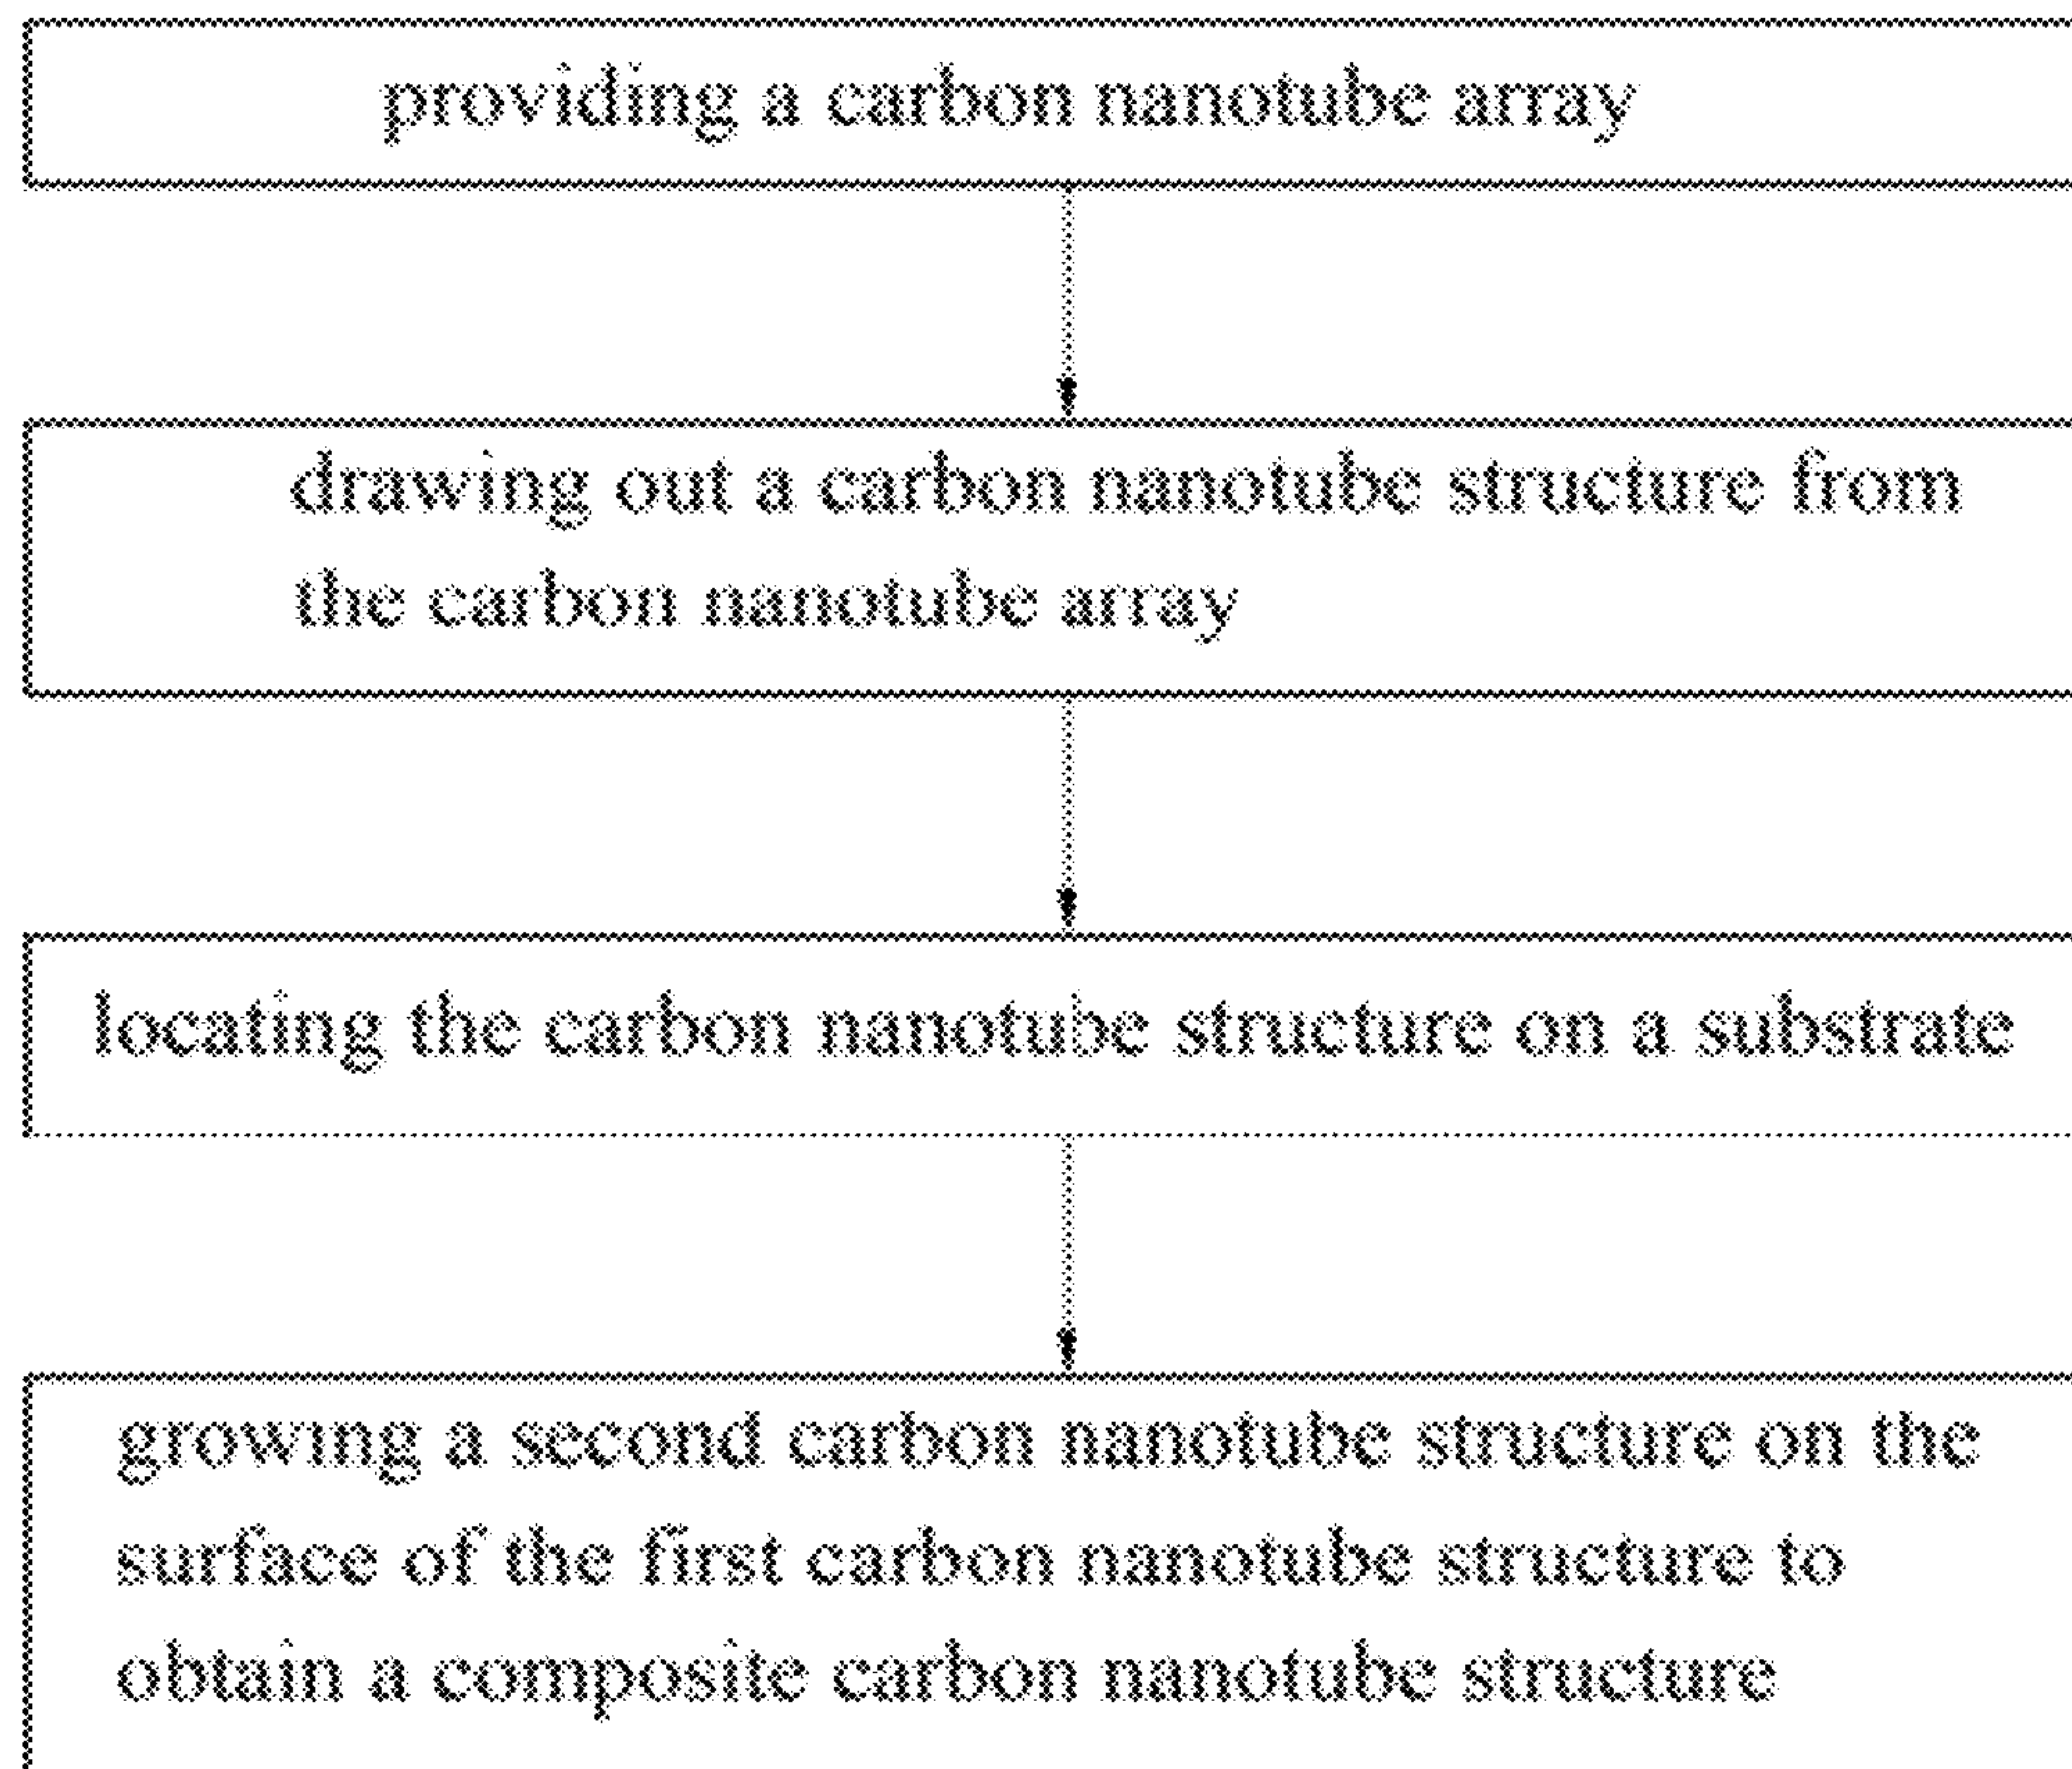 providing a carbon nanotube array
drawing out a carbon nanotube structure from
the carbon nanotube array
locating the carbon nanotube structure on a substrate
growing a second carbon nanotube structure on the
surface of the first carbon nanotube structure to
obtain a composite carbon nanotube structure